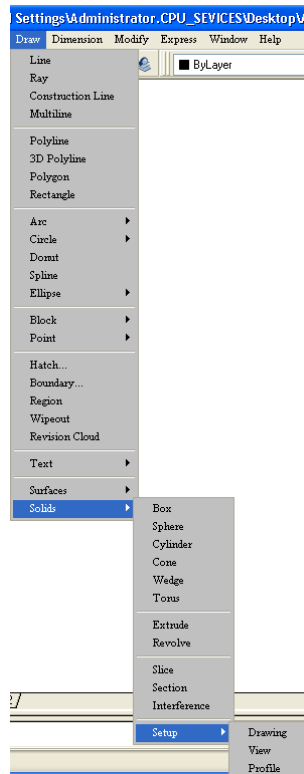 Settings\Administrator.CPU_SEVICES\Desktop\
Draw Dimension Modify Express Window Help
ByLayer
Line
Ray
Construction Line
Multiline
Polyline
3D Polyline
Polygon
Rectangle
Arc
Circle
Donut
Spline
Ellipse
Block
Point
Hatch...
Boundary...
Region
Wipeout
Revision Cloud
Text
Surfaces
Solids
Box
Sphere
Cylinder
Cone
Wedge
Torus
Extrude
Revolve
Slice
Section
Interference
Setup
Drawing
View
Profile